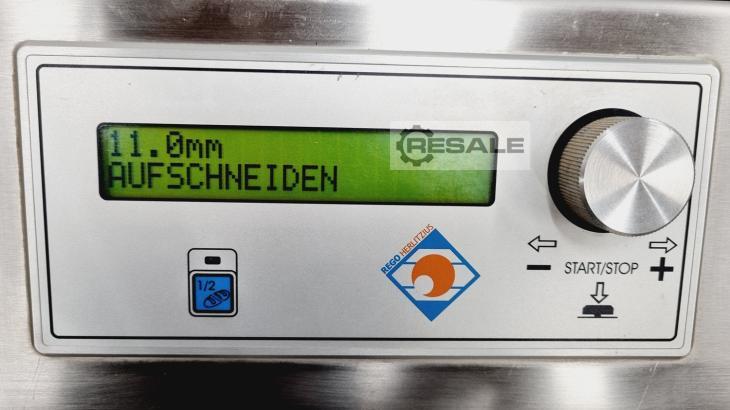 11.0mm
AUFSCHNEIDEN
RESALE
REGO HERLITZIUS
1/2
- START/STOP +